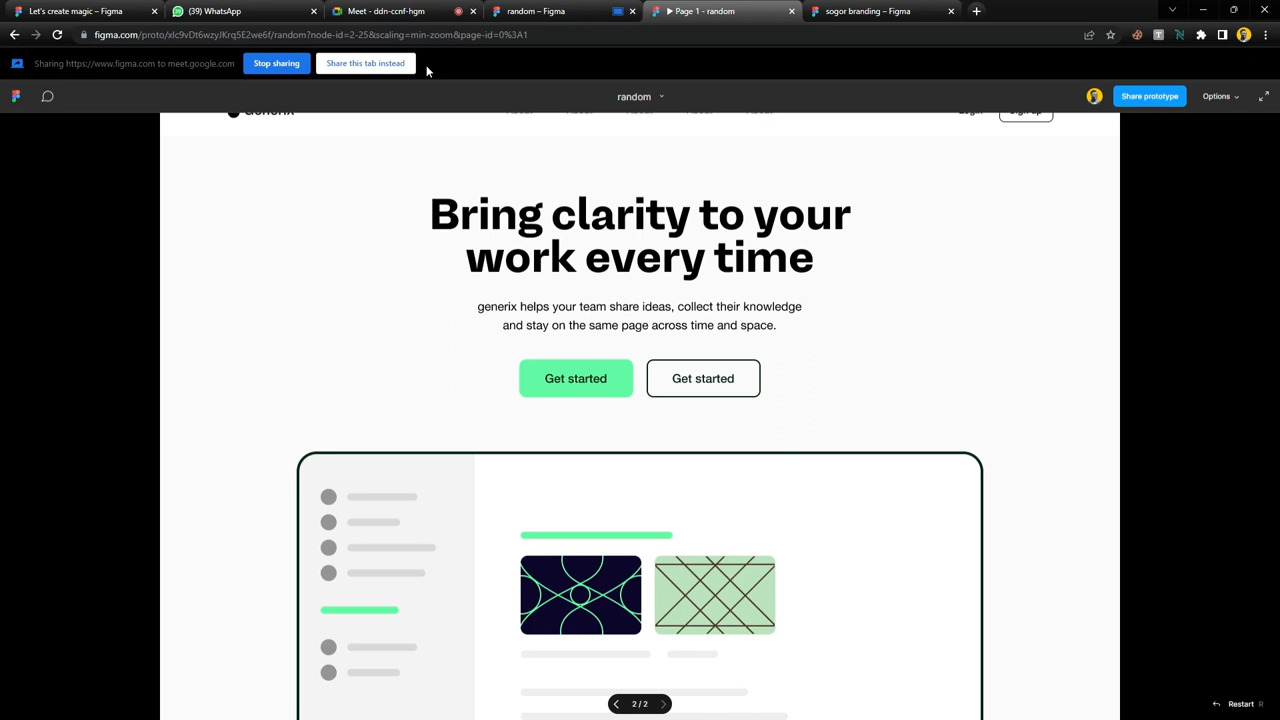 Let's create magic – Figma
(39) WhatsApp
Meet – ddn-cnf-hgm
random – Figma
Page 1 - random
sogor branding – Figma
figma.com/proto/xlc9vDt6wzyJKrq5E2we6f/random?node-id=2-25&scaling=min-zoom&page-id=0%3A1
Sharing https://www.figma.com to meet.google.com
Stop sharing
Share this tab instead
random
Share prototype
Options
Generix
Login
Sign up
Bring clarity to your
work every time
generix helps your team share ideas, collect their knowledge
and stay on the same page across time and space.
Get started
Get started
2 / 2
Restart R